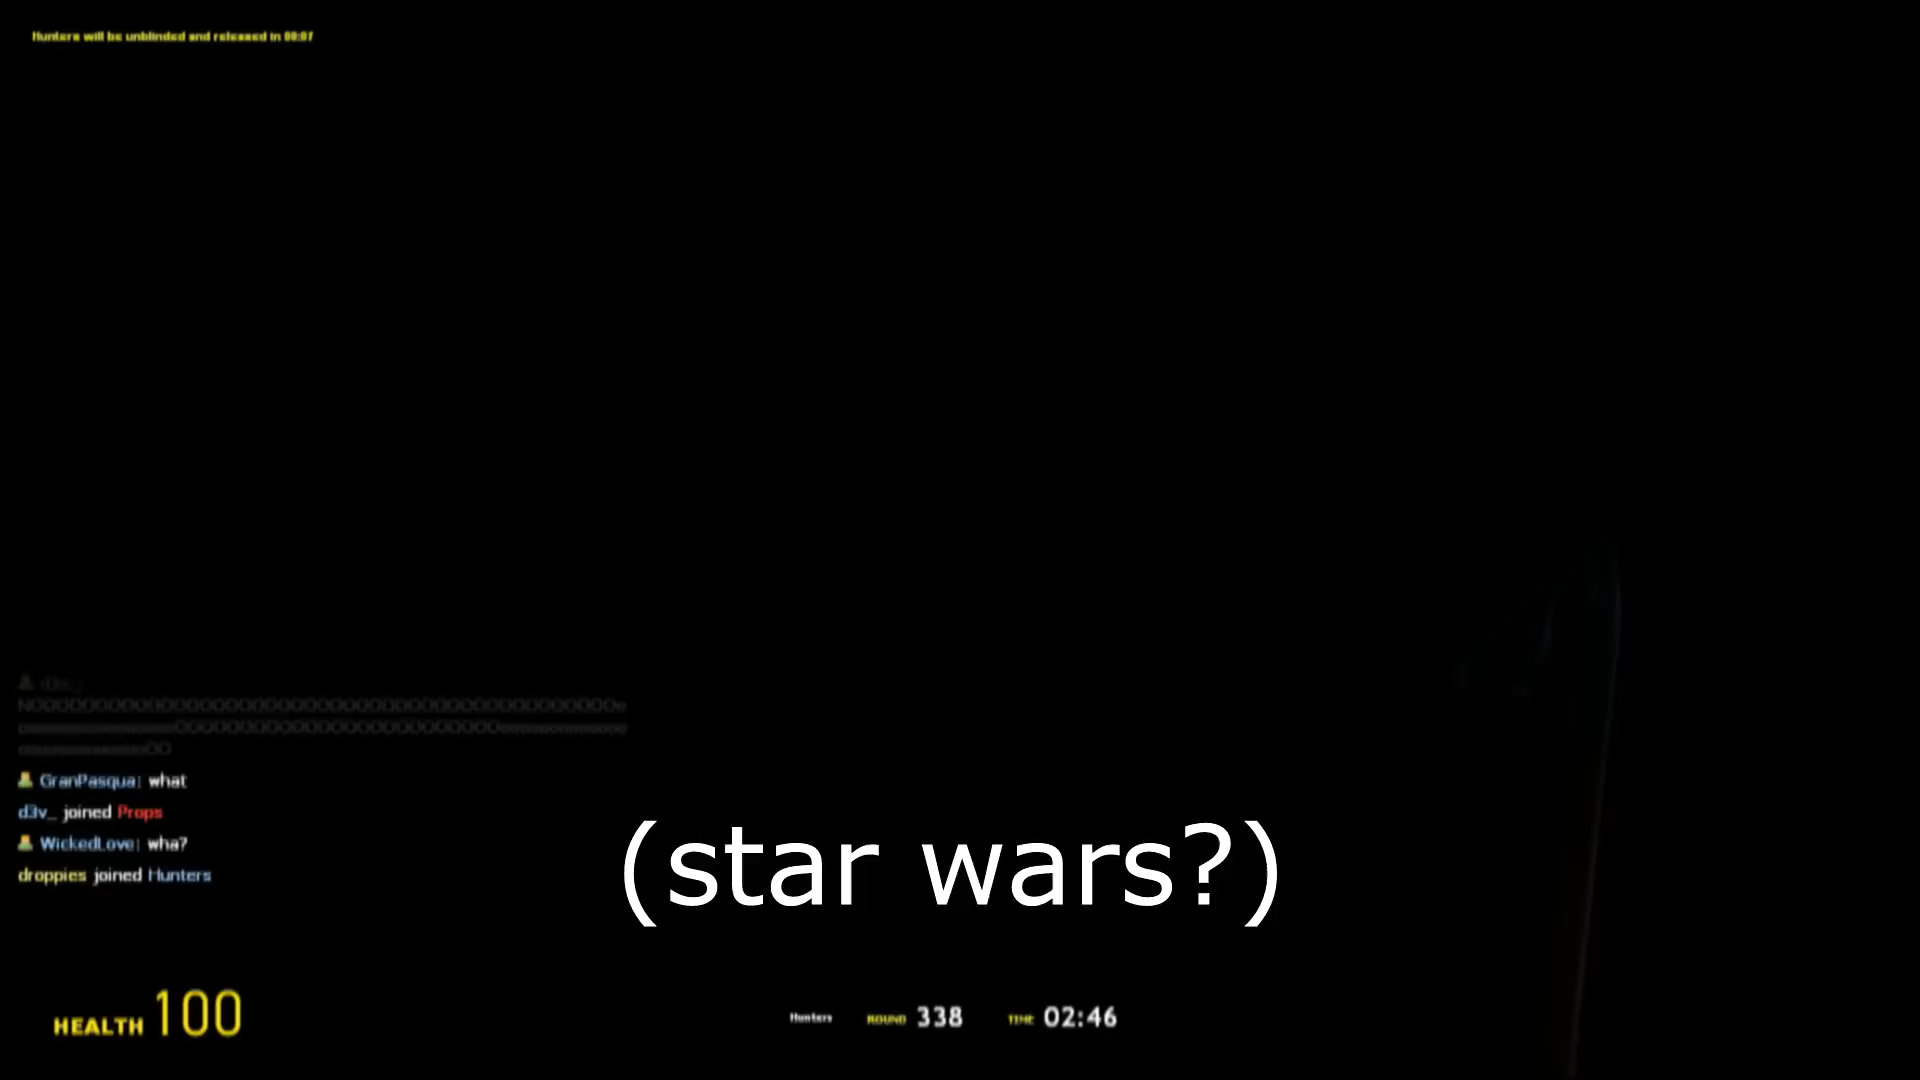 Hunters will be unblinded and released in 00:07
GranPasqua: what
d3v_ joined Props
WickedLove: wha?
droppies joined Hunters
(star wars?)
HEALTH 100
Hunters ROUND 338 TIME 02:46